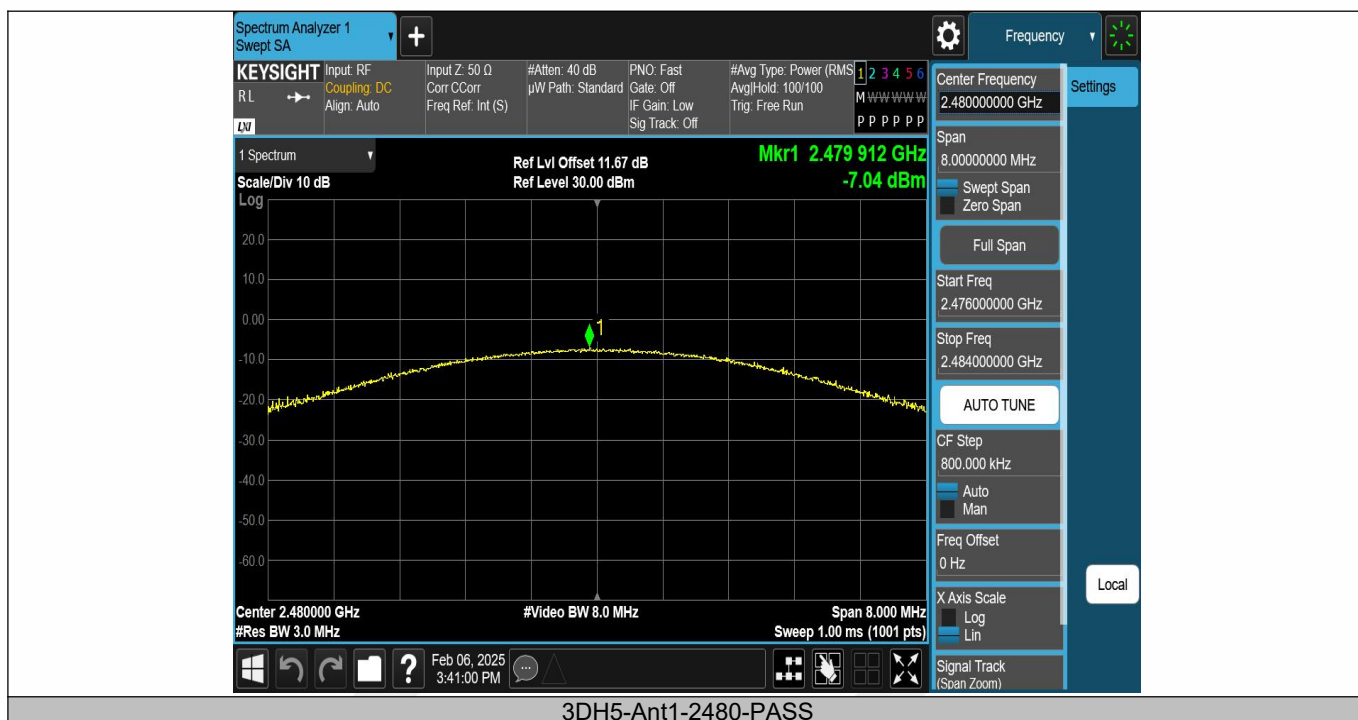 Spectrum Analyzer 1
Swept SA
+
Frequency
KEYSIGHT
RL
LXI
Input: RF
Coupling: DC
Align: Auto
Input Z: 50 Ω
Corr CCorr
Freq Ref: Int (S)
#Atten: 40 dB
µW Path: Standard
PNO: Fast
Gate: Off
IF Gain: Low
Sig Track: Off
#Avg Type: Power (RMS
Avg|Hold: 100/100
Trig: Free Run
1 2 3 4 5 6
M W W W W W
P P P P P P
1 Spectrum
Scale/Div 10 dB
Log
Ref Lvl Offset 11.67 dB
Ref Level 30.00 dBm
Mkr1 2.479 912 GHz
-7.04 dBm
20.0
10.0
0.00
-10.0
-20.0
-30.0
-40.0
-50.0
-60.0
1
Center 2.480000 GHz
#Res BW 3.0 MHz
#Video BW 8.0 MHz
Span 8.000 MHz
Sweep 1.00 ms (1001 pts)
?
Feb 06, 2025
3:41:00 PM
Center Frequency
2.480000000 GHz
Settings
Span
8.00000000 MHz
Swept Span
Zero Span
Full Span
Start Freq
2.476000000 GHz
Stop Freq
2.484000000 GHz
AUTO TUNE
CF Step
800.000 kHz
Auto
Man
Freq Offset
0 Hz
X Axis Scale
Log
Lin
Local
Signal Track
(Span Zoom)
3DH5-Ant1-2480-PASS